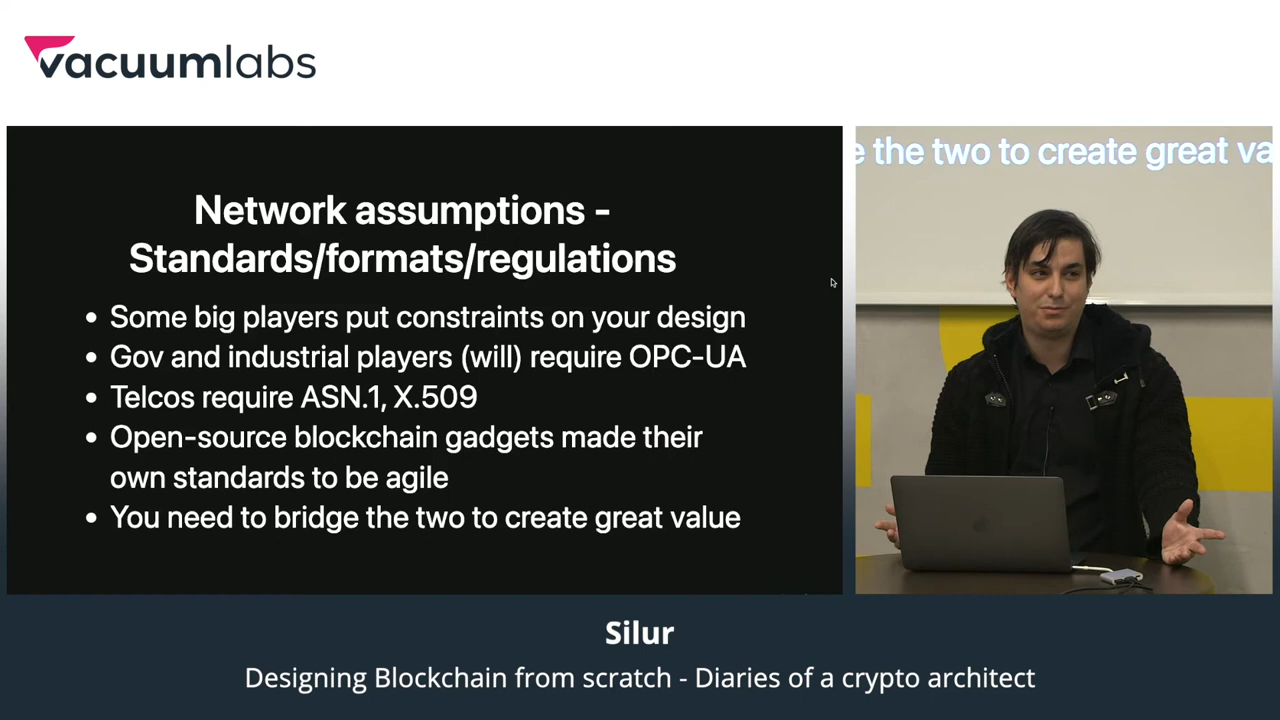 vacuumlabs
Network assumptions -
Standards/formats/regulations
• Some big players put constraints on your design
• Gov and industrial players (will) require OPC-UA
• Telcos require ASN.1, X.509
• Open-source blockchain gadgets made their
own standards to be agile
• You need to bridge the two to create great value
e the two to create great va
Silur
Designing Blockchain from scratch - Diaries of a crypto architect